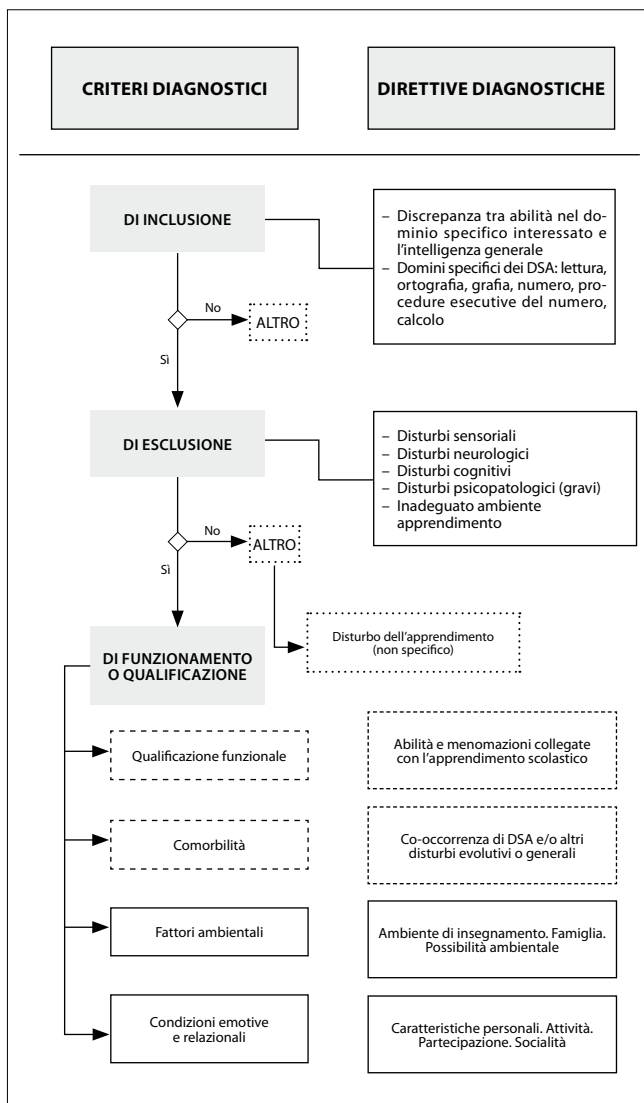 CRITERI DIAGNOSTICI
DIRETTIVE DIAGNOSTICHE
DI INCLUSIONE
– Discrepanza tra abilità nel do-
minio specifico interessato e
l'intelligenza generale
– Domini specifici dei DSA: lettura,
ortografia, grafia, numero, pro-
cedure esecutive del numero,
calcolo
No
ALTRO
Sì
DI ESCLUSIONE
– Disturbi sensoriali
– Disturbi neurologici
– Disturbi cognitivi
– Disturbi psicopatologici (gravi)
– Inadeguato ambiente
apprendimento
No
ALTRO
Sì
DI FUNZIONAMENTO
O QUALIFICAZIONE
Disturbo dell'apprendimento
(non specifico)
Qualificazione funzionale
Abilità e menomazioni collegate
con l'apprendimento scolastico
Comorbilità
Co-occorrenza di DSA e/o altri
disturbi evolutivi o generali
Fattori ambientali
Ambiente di insegnamento. Famiglia.
Possibilità ambientale
Condizioni emotive
e relazionali
Caratteristiche personali. Attività.
Partecipazione. Socialità